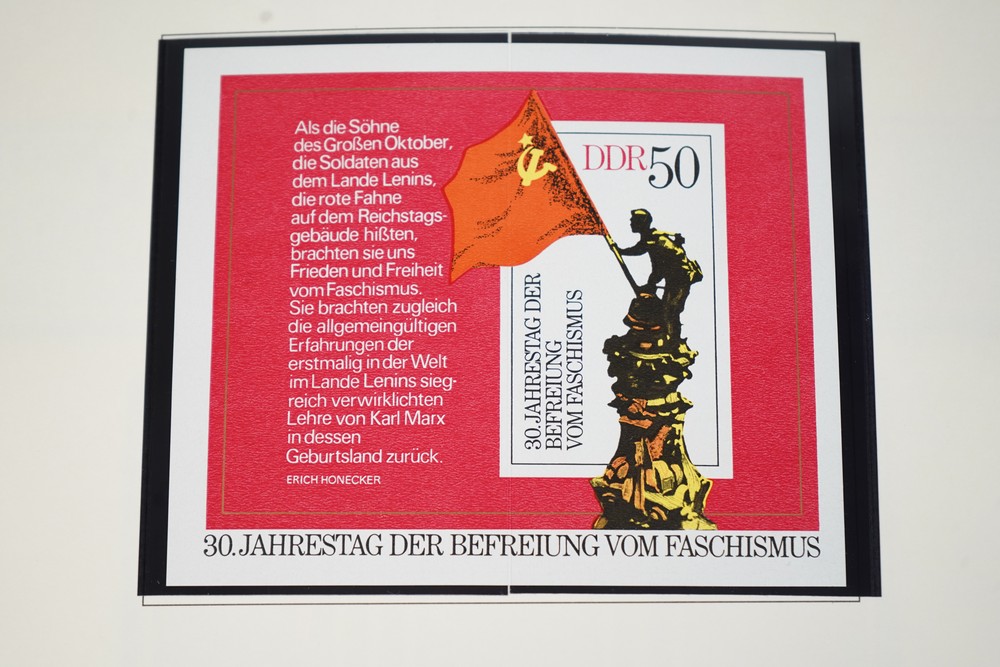 Als die Söhne
des Großen Oktober,
die Soldaten aus
dem Lande Lenins,
die rote Fahne
auf dem Reichstags-
gebäude hißten,
brachten sie uns
Frieden und Freiheit
vom Faschismus.
Sie brachten zugleich
die allgemeingültigen
Erfahrungen der
erstmalig in der Welt
im Lande Lenins sieg-
reich verwirklichten
Lehre von Karl Marx
in dessen
Geburtsland zurück.
ERICH HONECKER
DDR 50
30. JAHRESTAG DER
BEFREIUNG
VOM FASCHISMUS
30. JAHRESTAG DER BEFREIUNG VOM FASCHISMUS